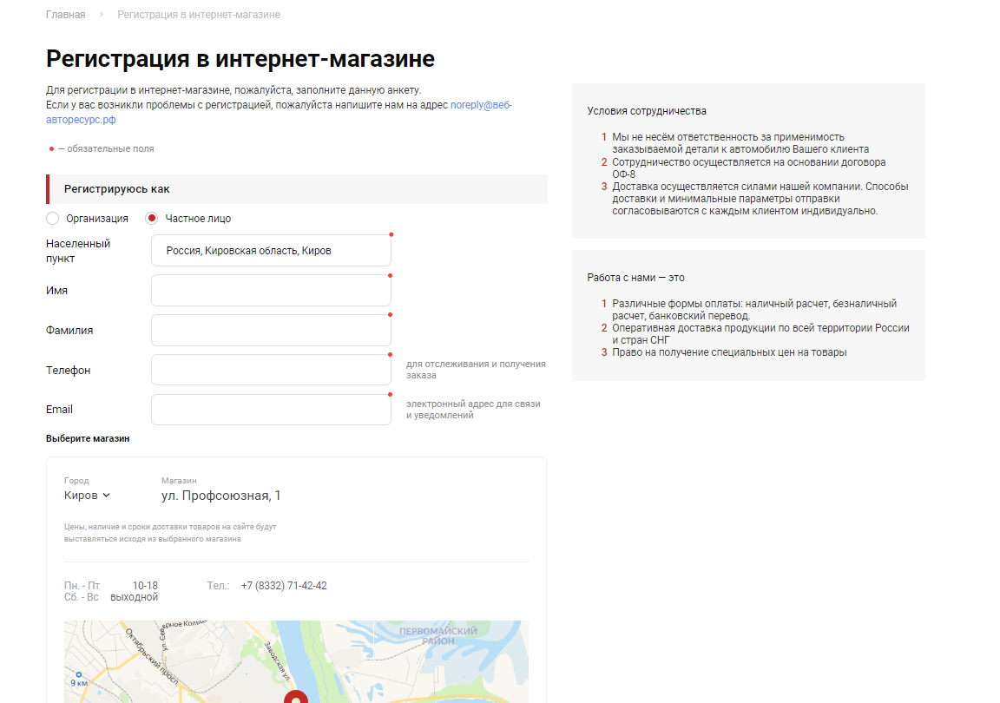 Главная
Регистрация в интернет-магазине
Регистрация в интернет-магазине
Для регистрации в интернет-магазине, пожалуйста, заполните данную анкету.
Если у вас возникли проблемы с регистрацией, пожалуйста напишите нам на адрес noreply@веб-
авторесурс.рф
— обязательные поля
Регистрируюсь как
Организация
Частное лицо
Населенный
пункт
Россия, Кировская область, Киров
Имя
Фамилия
Телефон
для отслеживания и получения
заказа
Email
электронный адрес для связи
и уведомлений
Выберите магазин
Город
Киров
Магазин
ул. Профсоюзная, 1
Цены, наличие и сроки доставки товаров на сайте будут
выставляться исходя из выбранного магазина
Пн. - Пт 10-18
Сб. - Вс выходной
Тел.: +7 (8332) 71-42-42
Октябрьский просп.
Заводская ул.
ПЕРВОМАЙСКИЙ
РАЙОН
9 км
Условия сотрудничества
1 Мы не несём ответственность за применимость
заказываемой детали к автомобилю Вашего клиента
2 Сотрудничество осуществляется на основании договора
ОФ-8
3 Доставка осуществляется силами нашей компании. Способы
доставки и минимальные параметры отправки
согласовываются с каждым клиентом индивидуально.
Работа с нами — это
1 Различные формы оплаты: наличный расчет, безналичный
расчет, банковский перевод.
2 Оперативная доставка продукции по всей территории России
и стран СНГ
3 Право на получение специальных цен на товары